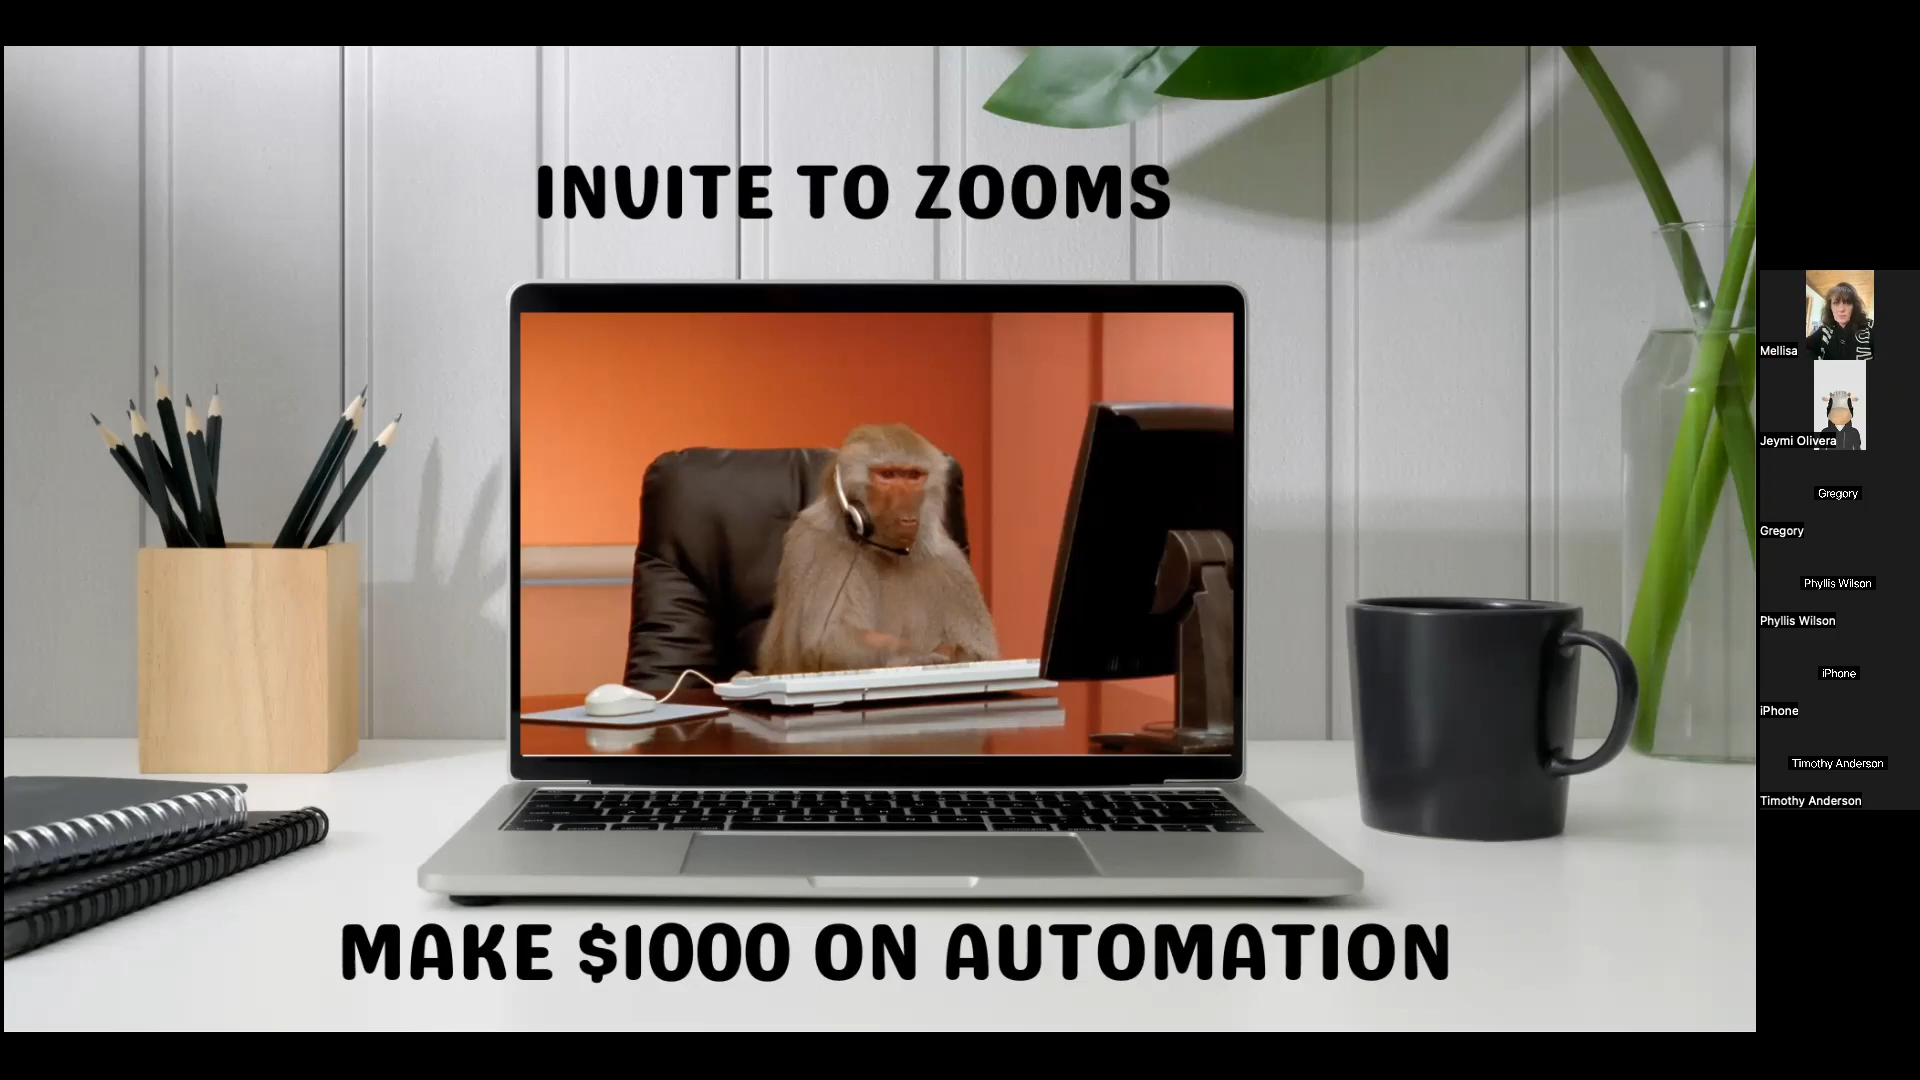 INVITE TO ZOOMS
MAKE $1000 ON AUTOMATION
Mellisa
Jeymi Olivera
Gregory
Gregory
Phyllis Wilson
Phyllis Wilson
iPhone
iPhone
Timothy Anderson
Timothy Anderson